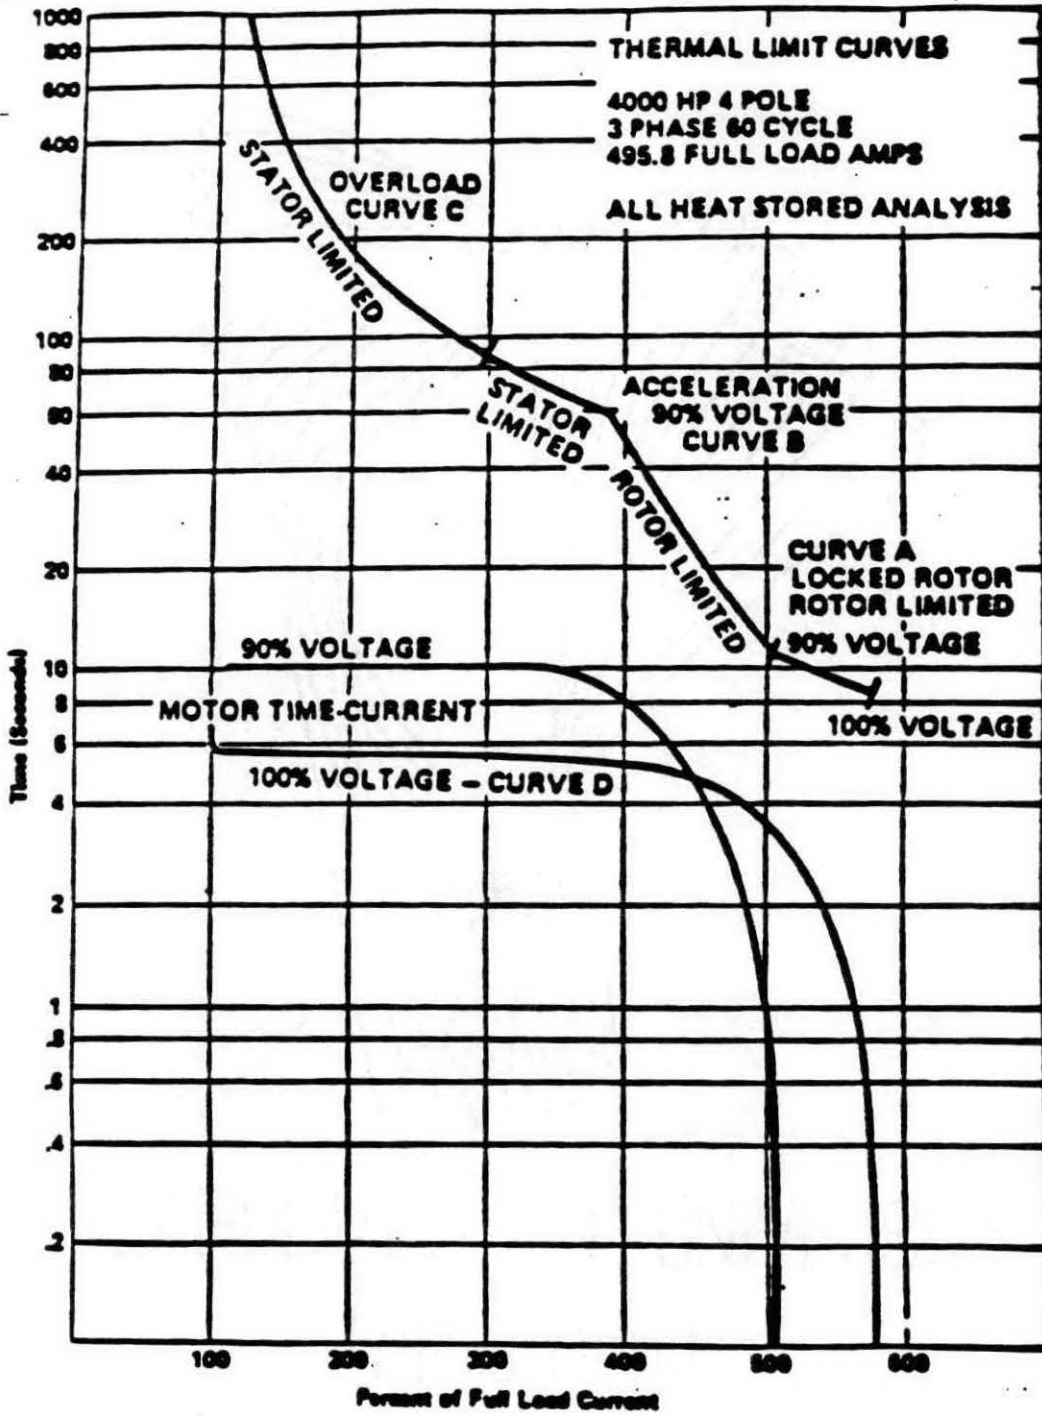 THERMAL LIMIT CURVES
4000 HP 4 POLE
3 PHASE 60 CYCLE
495.8 FULL LOAD AMPS
ALL HEAT STORED ANALYSIS
1000
800
600
400
200
100
80
60
40
20
10
8
6
4
2
1
.8
.6
.4
.2
Time (Seconds)
STATOR LIMITED
OVERLOAD
CURVE C
STATOR
LIMITED
ACCELERATION
90% VOLTAGE
CURVE B
ROTOR LIMITED
CURVE A
LOCKED ROTOR
ROTOR LIMITED
90% VOLTAGE
100% VOLTAGE
90% VOLTAGE
MOTOR TIME-CURRENT
100% VOLTAGE – CURVE D
100
200
300
400
500
600
Percent of Full Load Current